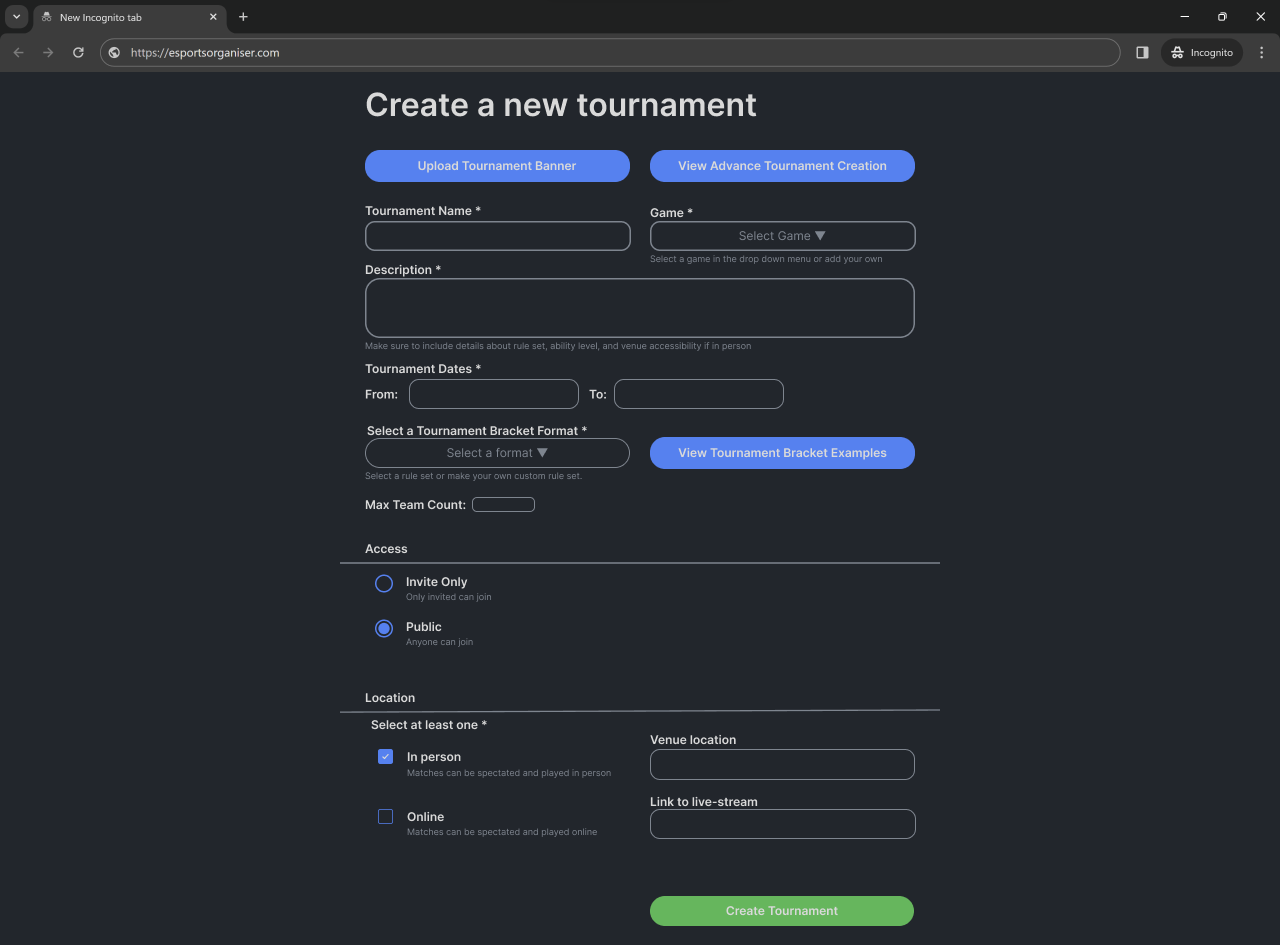 New Incognito tab
https://esportsorganiser.com
Incognito
Create a new tournament
Upload Tournament Banner
View Advance Tournament Creation
Tournament Name *
Game *
Select Game ▼
Select a game in the drop down menu or add your own
Description *
Make sure to include details about rule set, ability level, and venue accessibility if in person
Tournament Dates *
From:
To:
Select a Tournament Bracket Format *
Select a format ▼
View Tournament Bracket Examples
Select a rule set or make your own custom rule set.
Max Team Count:
Access
Invite Only
Only invited can join
Public
Anyone can join
Location
Select at least one *
Venue location
In person
Matches can be spectated and played in person
Link to live-stream
Online
Matches can be spectated and played online
Create Tournament